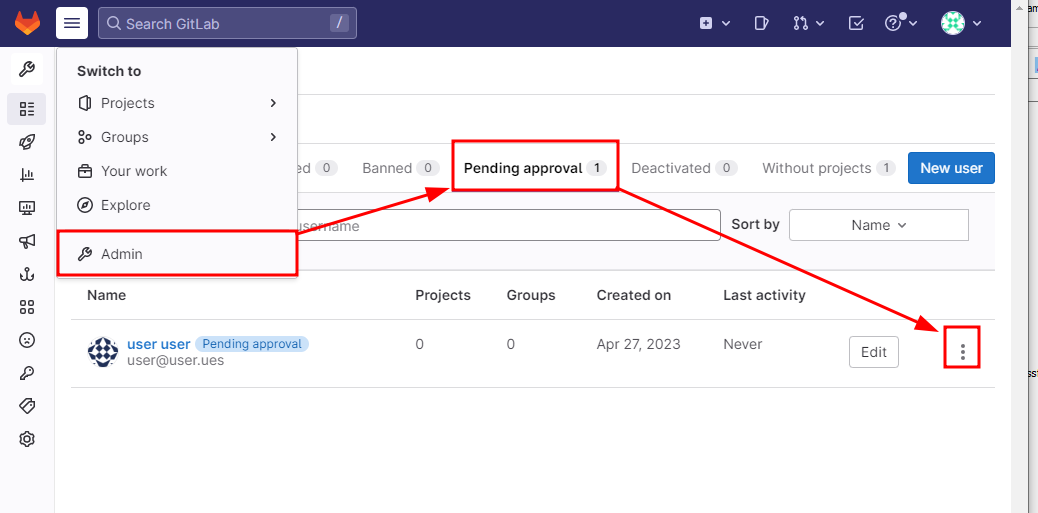 Search GitLab /
Switch to
Projects
Groups
Your work
Explore
Admin
ed 0 Banned 0 Pending approval 1 Deactivated 0 Without projects 1 New user
username Sort by Name
Name Projects Groups Created on Last activity
user user Pending approval 0 0 Apr 27, 2023 Never Edit
user@user.ues